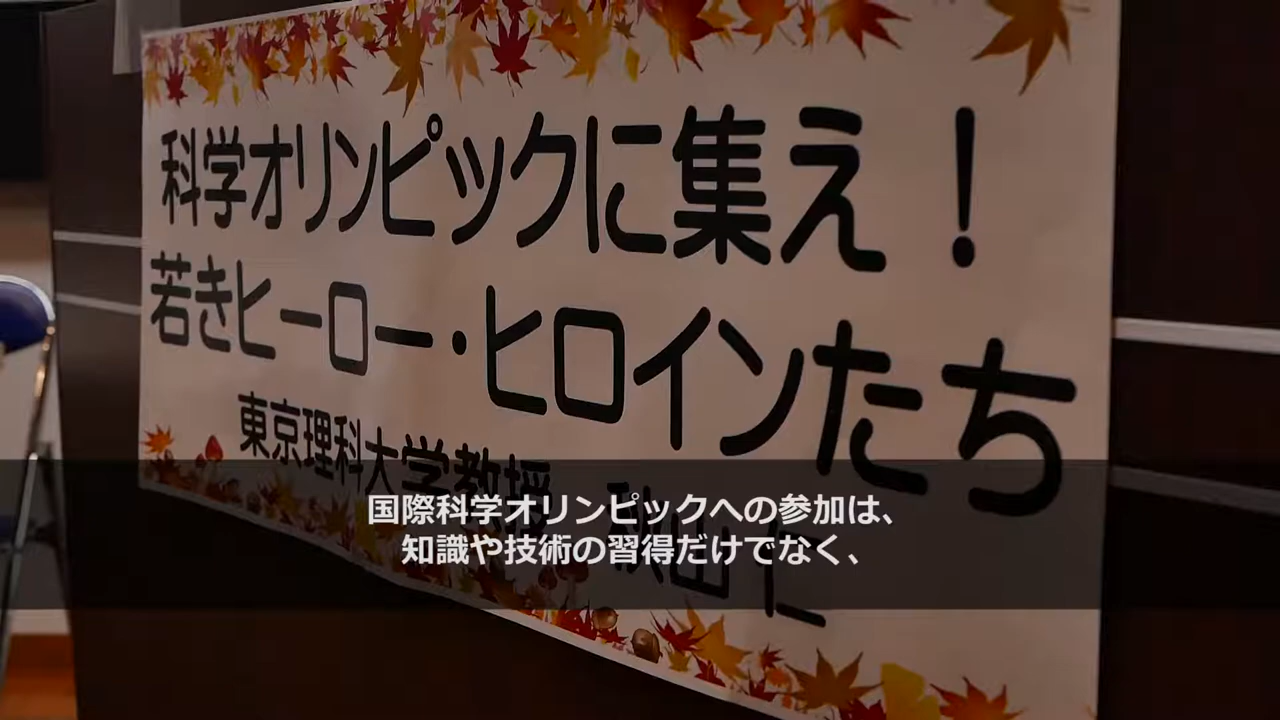 科学オリンピックに集え！
若きヒーロー・ヒロインたち
東京理科大学教授 秋山 仁
国際科学オリンピックへの参加は、
知識や技術の習得だけでなく、